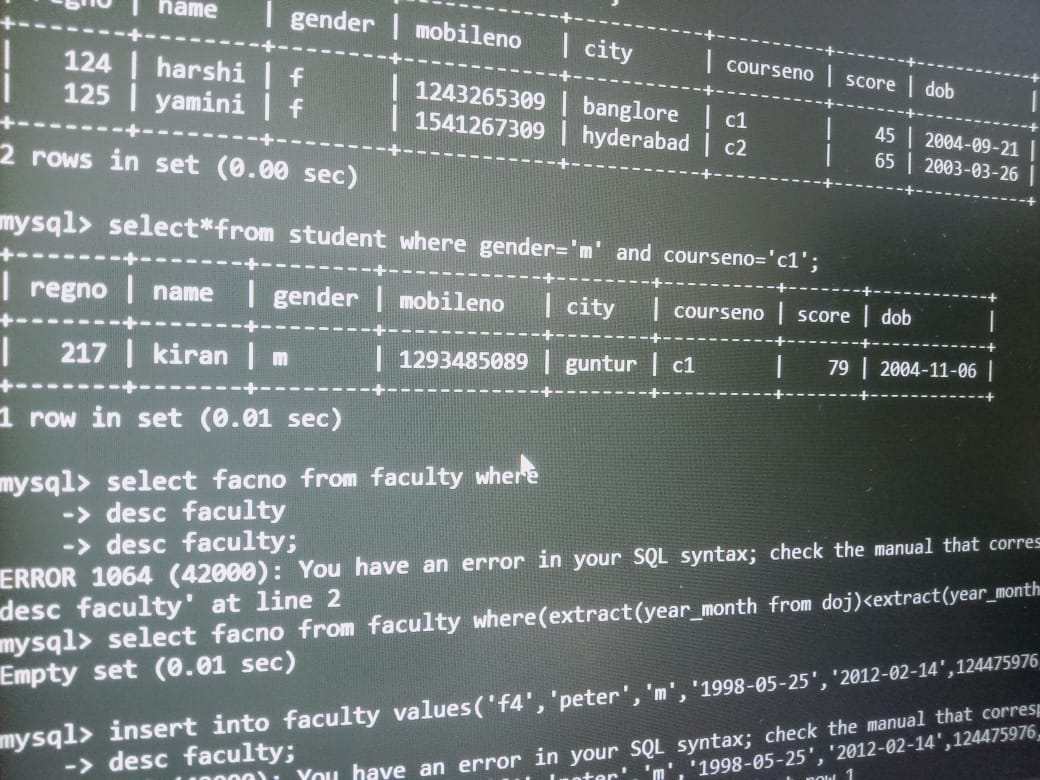 | name | gender | mobileno | city | courseno | score | dob |
| 124 | harshi | f | 1243265309 | banglore | c1 | 45 | 2004-09-21 |
| 125 | yamini | f | 1541267309 | hyderabad | c2 | 65 | 2003-03-26 |
2 rows in set (0.00 sec)
mysql> select*from student where gender='m' and courseno='c1';
| regno | name | gender | mobileno | city | courseno | score | dob |
| 217 | kiran | m | 1293485089 | guntur | c1 | 79 | 2004-11-06 |
1 row in set (0.01 sec)
mysql> select facno from faculty where
-> desc faculty
-> desc faculty;
ERROR 1064 (42000): You have an error in your SQL syntax; check the manual that corres
desc faculty' at line 2
mysql> select facno from faculty where(extract(year_month from doj)<extract(year_month
Empty set (0.01 sec)
mysql> insert into faculty values('f4','peter','m','1998-05-25','2012-02-14',124475976,
-> desc faculty;
You have an error in your SQL syntax; check the manual that corresp
'm','1998-05-25','2012-02-14',124475976,